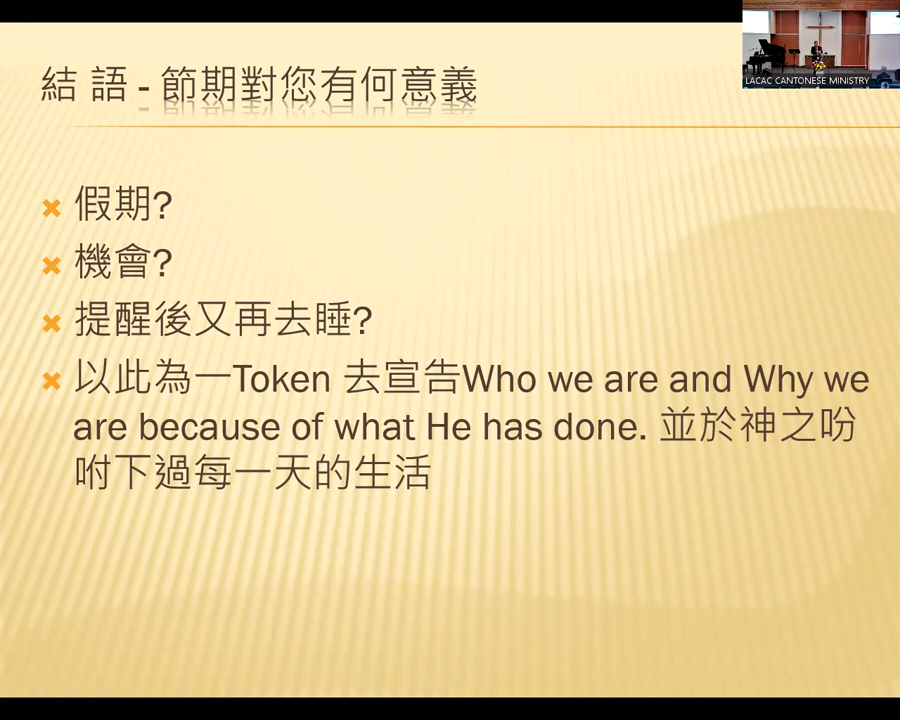 LACAC CANTONESE MINISTRY
結 語 - 節期對您有何意義
假期?
機會?
提醒後又再去睡?
以此為一Token 去宣告Who we are and Why we
are because of what He has done. 並於神之吩
咐下過每一天的生活